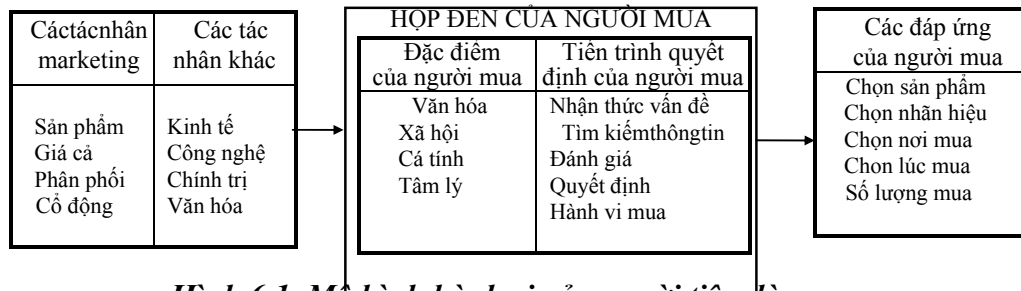 Cáctácnhân
marketing
Các tác
nhân khác
Sản phẩm
Giá cả
Phân phối
Cổ động
Kinh tế
Công nghệ
Chính trị
Văn hóa
HỘP ĐEN CỦA NGƯỜI MUA
Đặc điểm
của người mua
Tiến trình quyết
định của người mua
Văn hóa
Xã hội
Cá tính
Tâm lý
Nhận thức vấn đề
Tìm kiếmthôngtin
Đánh giá
Quyết định
Hành vi mua
Các đáp ứng
của người mua
Chọn sản phẩm
Chọn nhãn hiệu
Chọn nơi mua
Chon lúc mua
Số lượng mua